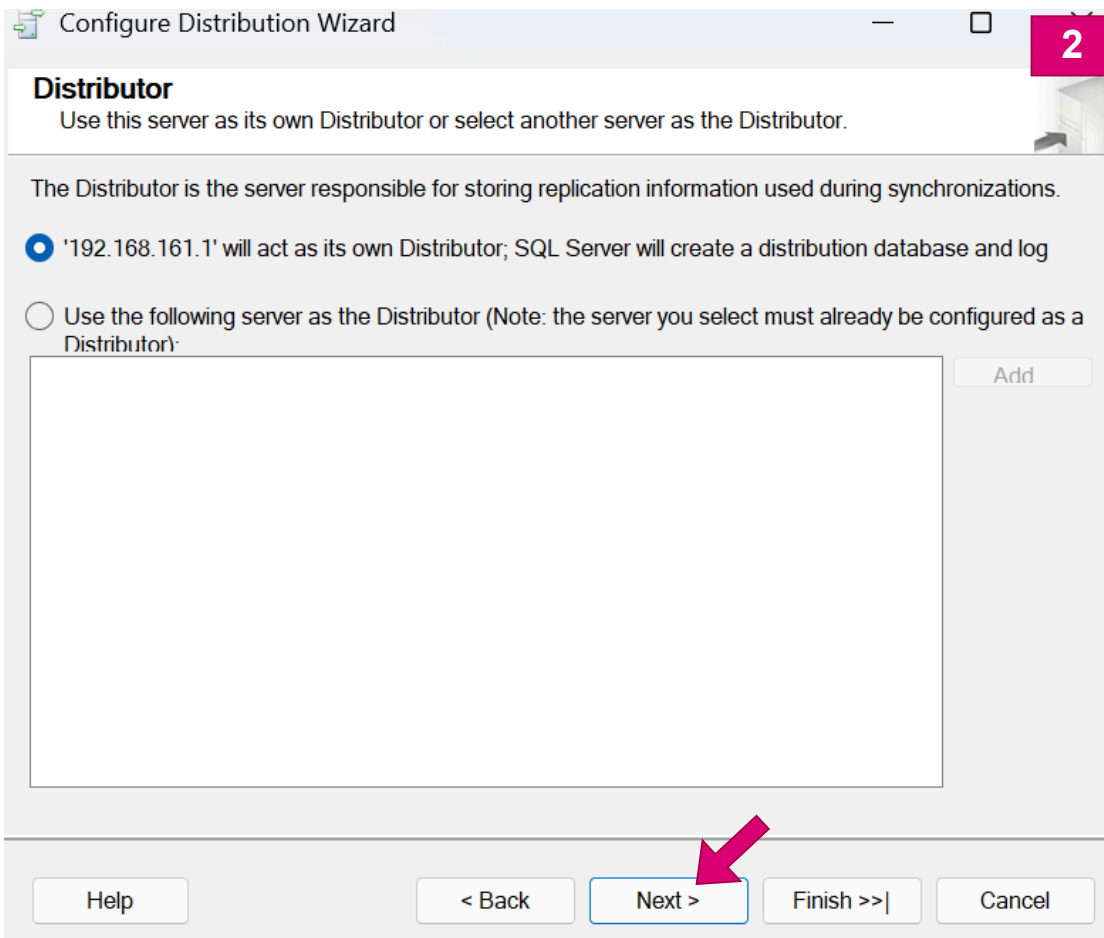 Configure Distribution Wizard
2
Distributor
Use this server as its own Distributor or select another server as the Distributor.
The Distributor is the server responsible for storing replication information used during synchronizations.
'192.168.161.1' will act as its own Distributor; SQL Server will create a distribution database and log
Use the following server as the Distributor (Note: the server you select must already be configured as a
Distributor):
Add
Help
< Back
Next >
Finish >>|
Cancel